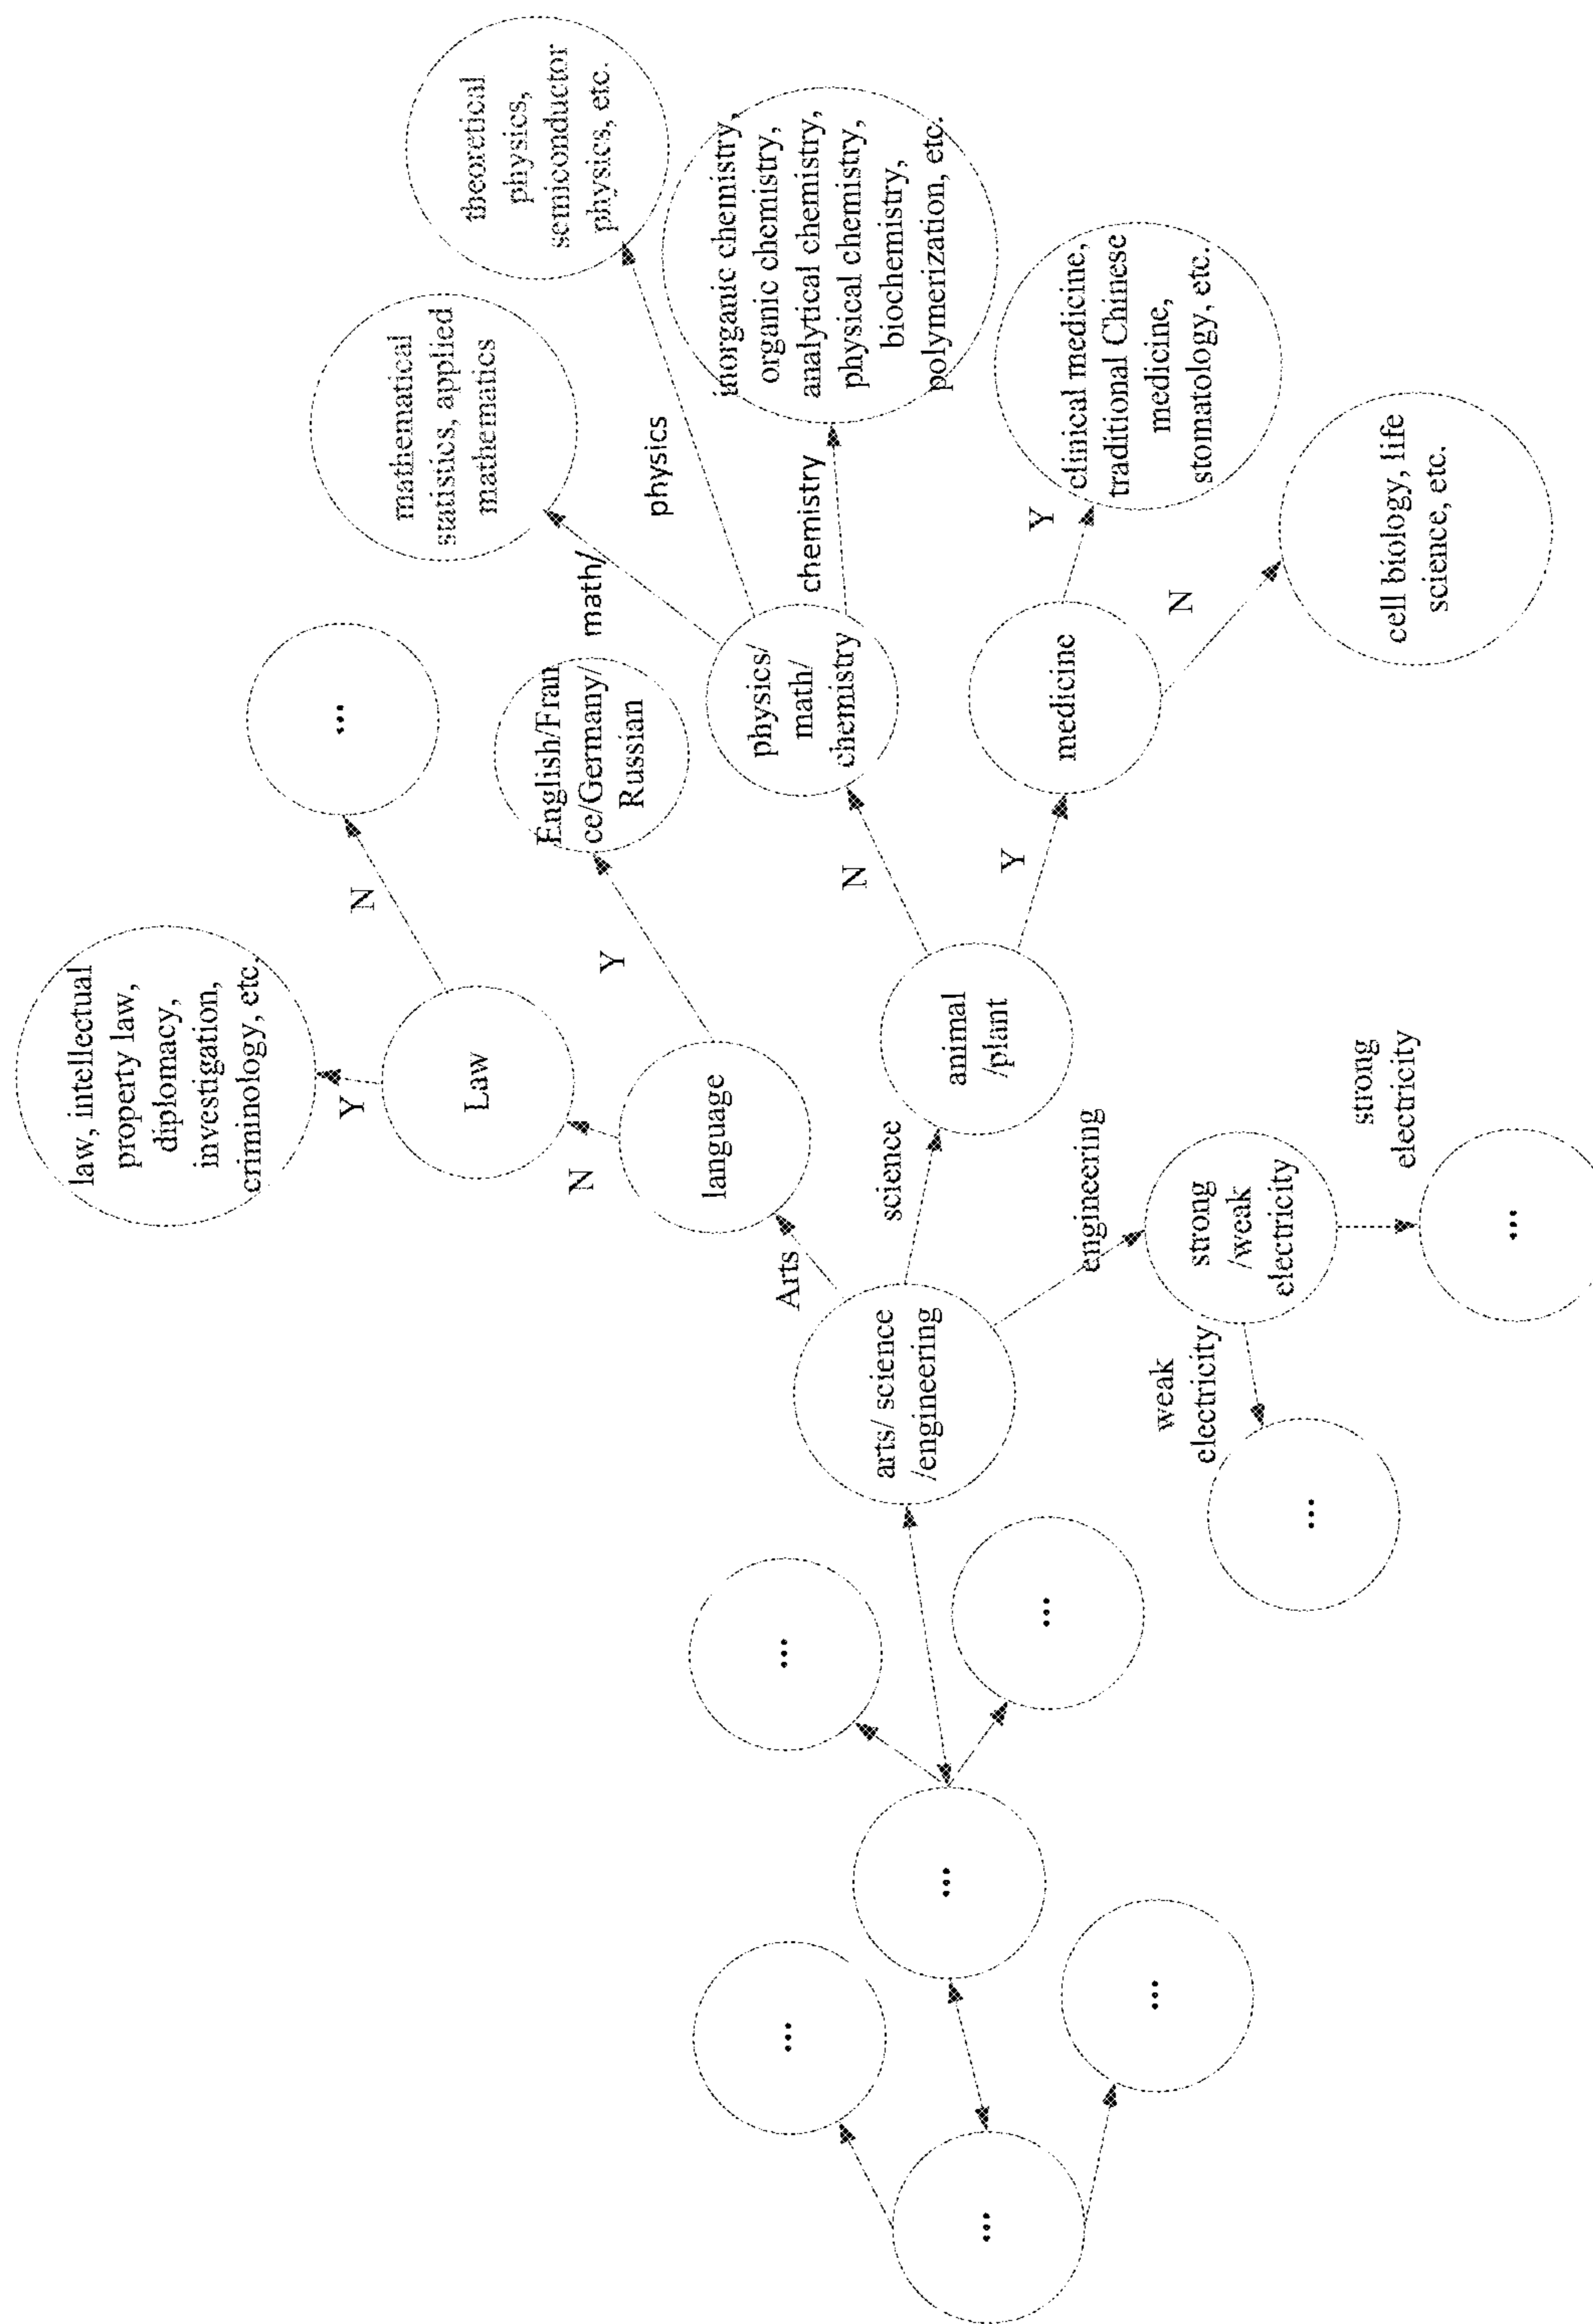 law, intellectual
property law,
diplomacy,
investigation,
criminology, etc.
Y
N
...
Law
N
Y
English/Fran
ce/Germany/
Russian
language
Arts
mathematical
statistics, applied
mathematics
math/
theoretical
physics,
semiconductor
physics, etc.
physics
inorganic chemistry,
organic chemistry,
analytical chemistry,
physical chemistry,
biochemistry,
polymerization, etc.
chemistry
physics/
math/
chemistry
N
Y
animal
/plant
science
medicine
Y
clinical medicine,
traditional Chinese
medicine,
stomatology, etc.
N
cell biology, life
science, etc.
arts/ science
/engineering
engineering
strong
/weak
electricity
strong
electricity
...
weak
electricity
...
...
...
...
...
...
...